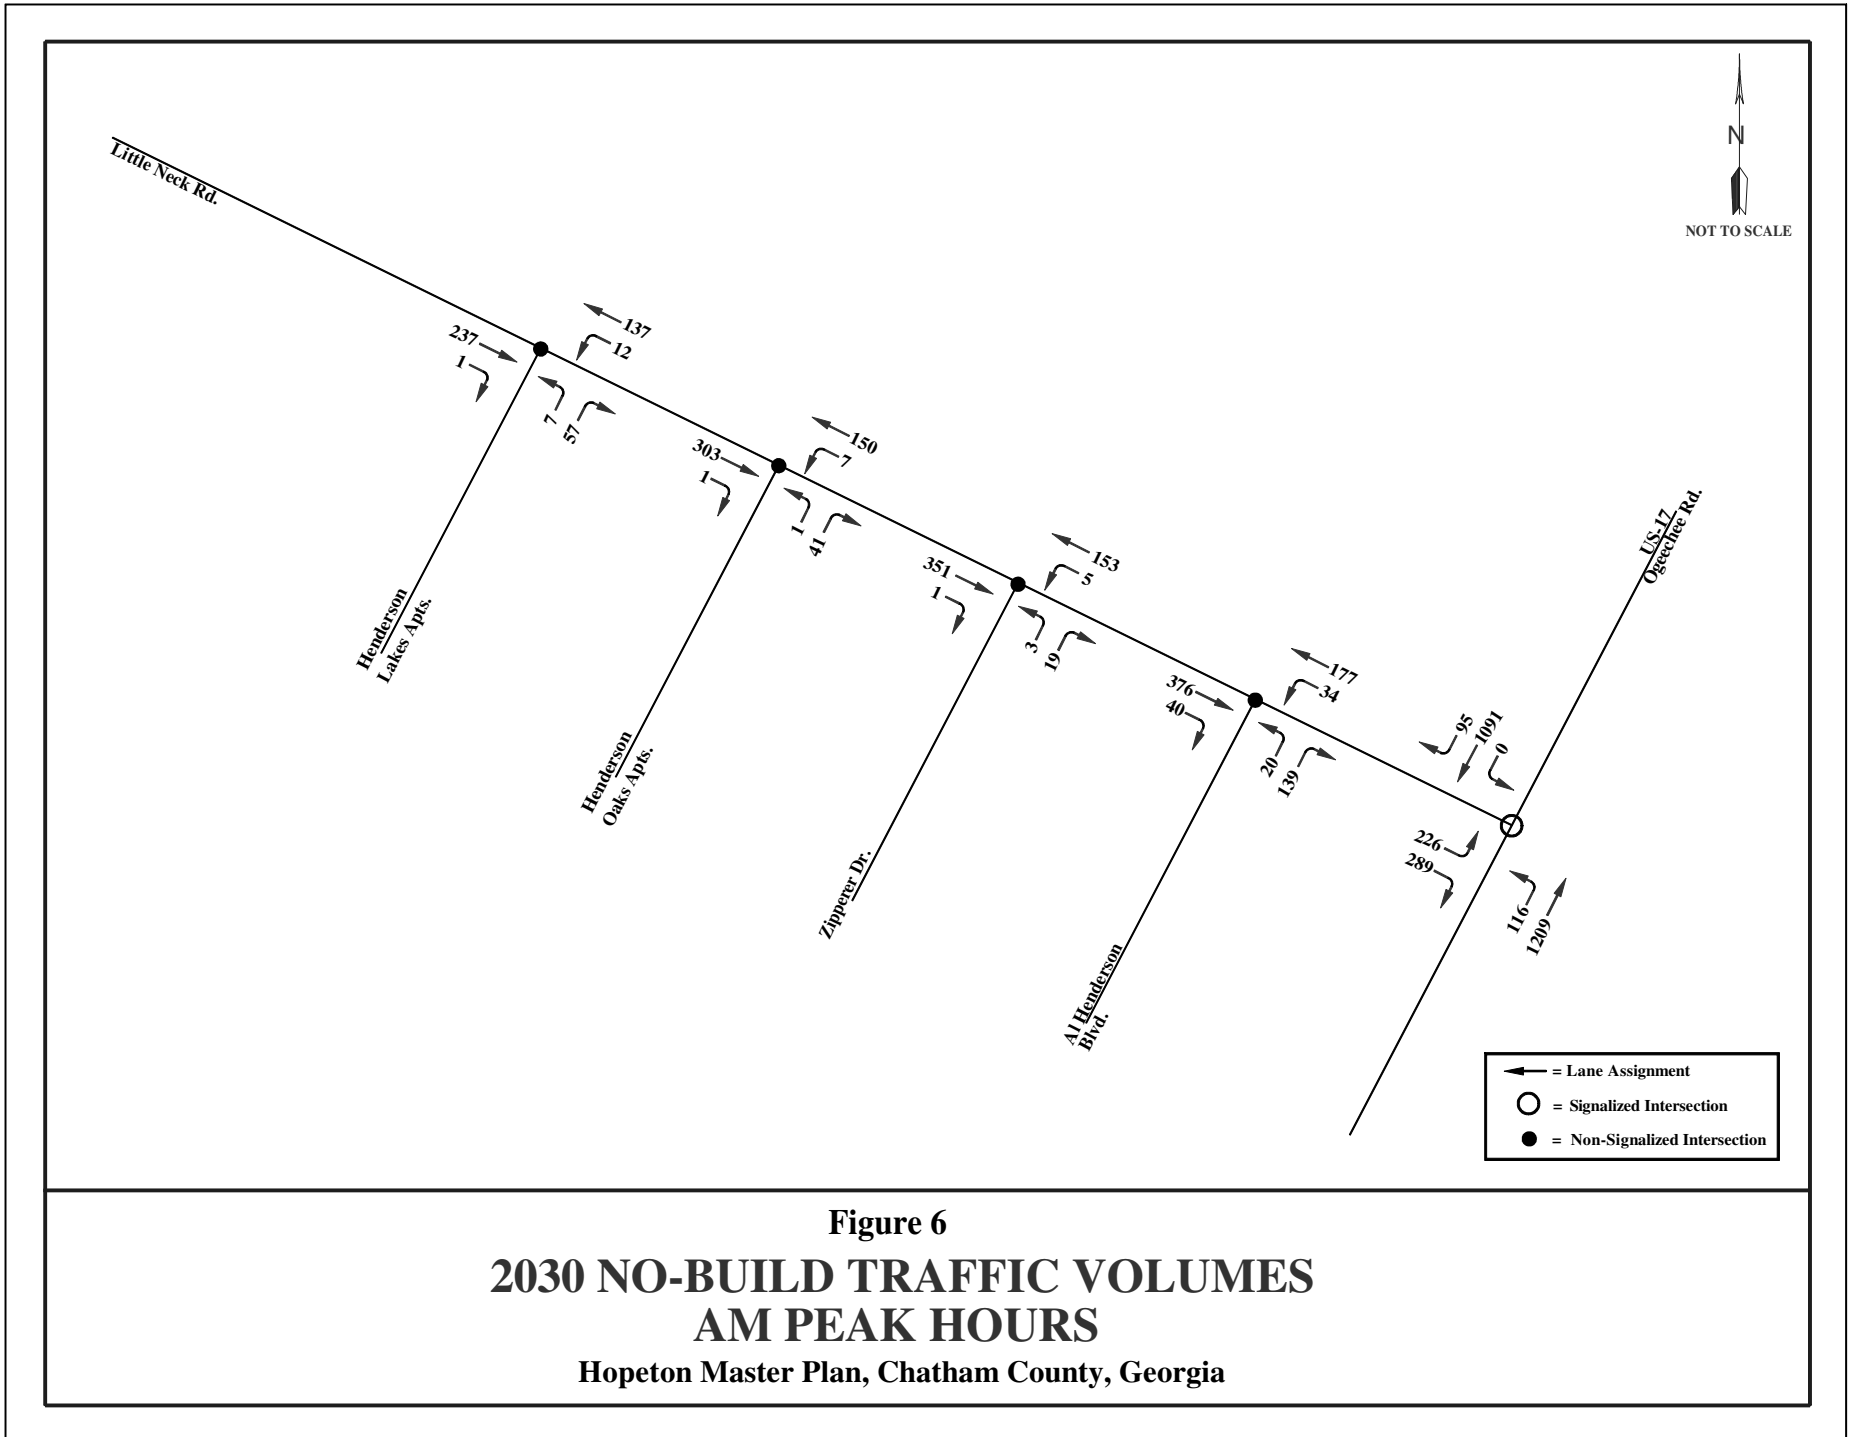 N
NOT TO SCALE
Little Neck Rd.
237
1
137
12
7
57
303
1
150
7
1
41
351
1
153
5
3
19
376
40
177
34
20
139
95
1091
0
226
289
116
1209
US-17
Ogeechee Rd.
Henderson
Lakes Apts.
Henderson
Oaks Apts.
Zipperer Dr.
Al Henderson
Blvd.
= Lane Assignment
= Signalized Intersection
= Non-Signalized Intersection
Figure 6
2030 NO-BUILD TRAFFIC VOLUMES
AM PEAK HOURS
Hopeton Master Plan, Chatham County, Georgia